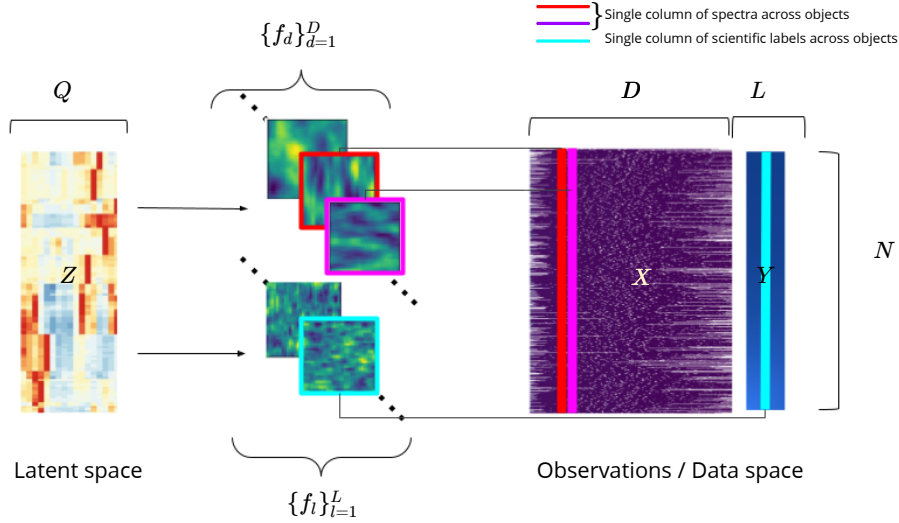 Single column of spectra across objects
Single column of scientific labels across objects
{f_d}_{d=1}^D
Q
D
L
Z
X
Y
N
Latent space
Observations / Data space
{f_l}_{l=1}^L